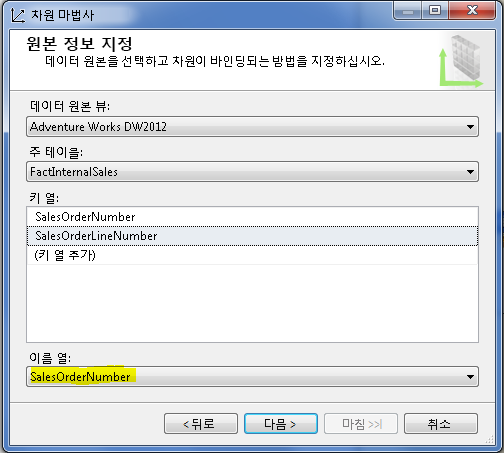 차원 마법사
원본 정보 지정
데이터 원본을 선택하고 차원이 바인딩되는 방법을 지정하십시오.
데이터 원본 뷰:
Adventure Works DW2012
주 테이블:
FactInternalSales
키 열:
SalesOrderNumber
SalesOrderLineNumber
(키 열 추가)
이름 열:
SalesOrderNumber
< 뒤로
다음 >
마침 >>|
취소